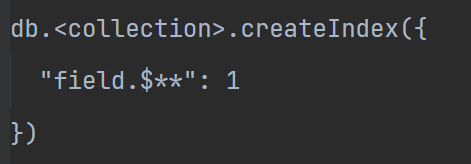 db.<collection>.createIndex({
"field.$**": 1
})